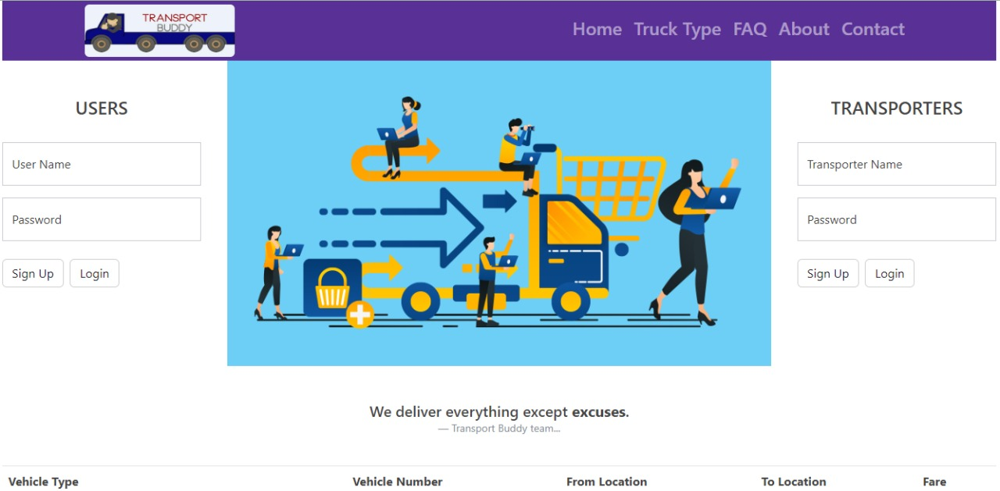 TRANSPORT
BUDDY
Home Truck Type FAQ About Contact
USERS
User Name
Password
Sign Up Login
TRANSPORTERS
Transporter Name
Password
Sign Up Login
We deliver everything except excuses.
— Transport Buddy team...
Vehicle Type Vehicle Number From Location To Location Fare